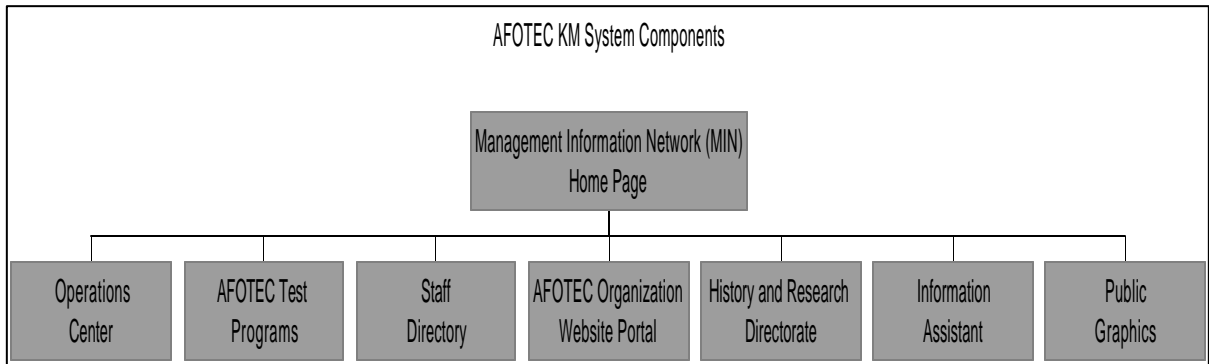 AFOTEC KM System Components
Management Information Network (MIN)
Home Page
Operations
Center
AFOTEC Test
Programs
Staff
Directory
AFOTEC Organization
Website Portal
History and Research
Directorate
Information
Assistant
Public
Graphics